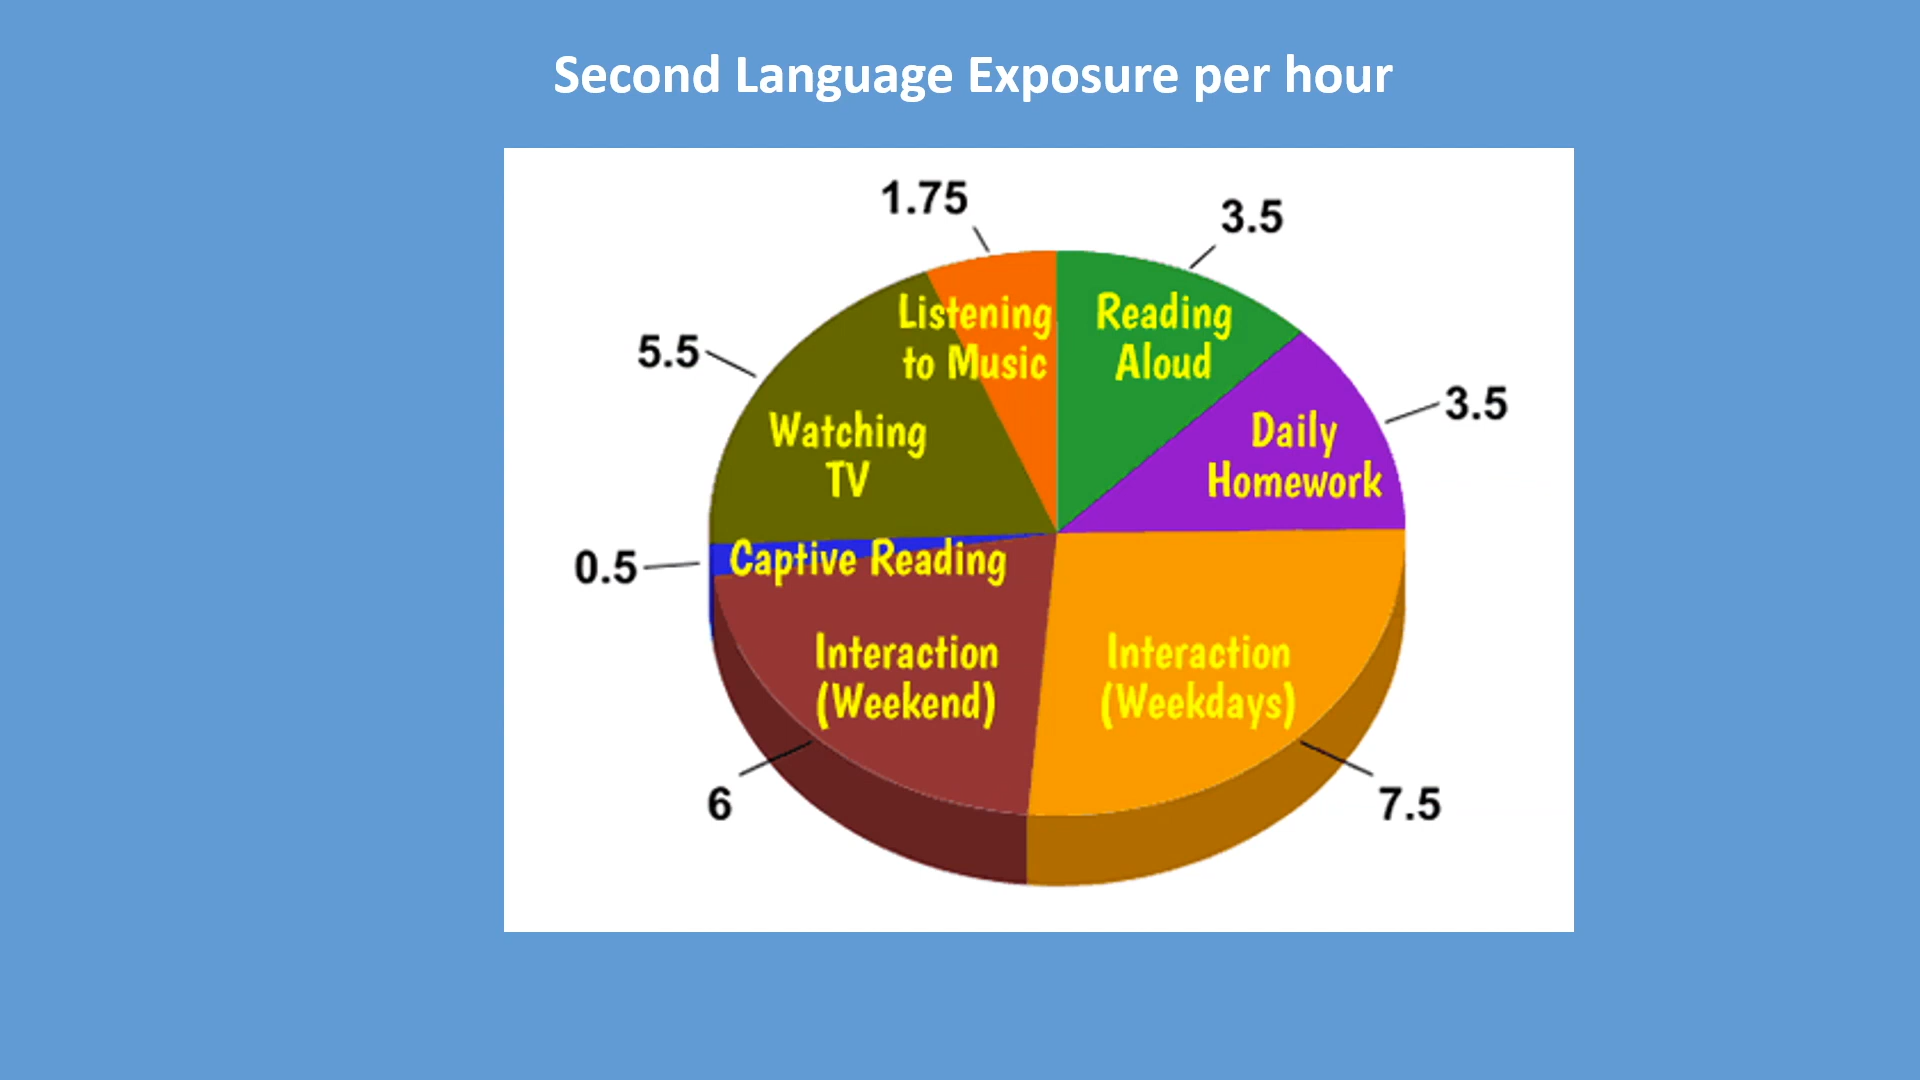 Second Language Exposure per hour
1.75
3.5
5.5
Listening
to Music
Reading
Aloud
3.5
Watching
TV
Daily
Homework
0.5
Captive Reading
Interaction
(Weekend)
Interaction
(Weekdays)
6
7.5